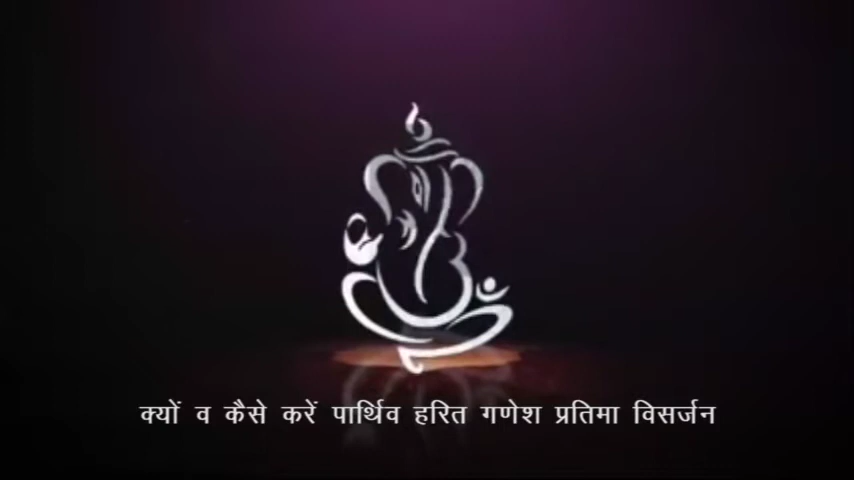 क्यों व कैसे करें पार्थिव हरित गणेश प्रतिमा विसर्जन